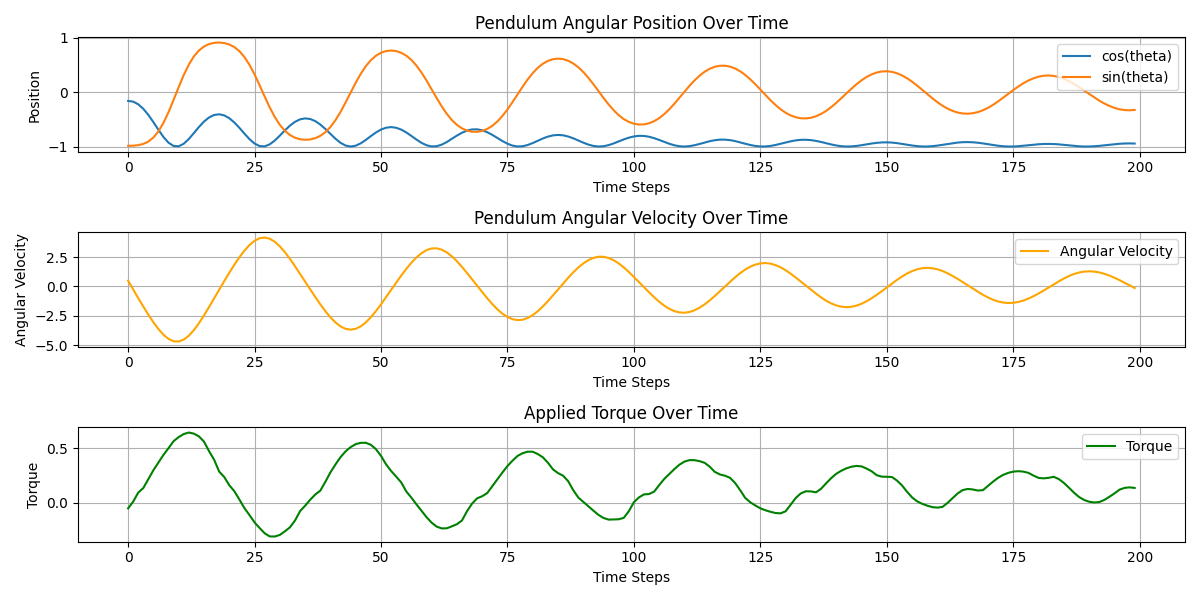 Pendulum Angular Position Over Time
1
0
−1
Position
cos(theta)
sin(theta)
0 25 50 75 100 125 150 175 200
Time Steps
Pendulum Angular Velocity Over Time
2.5
0.0
−2.5
−5.0
Angular Velocity
Angular Velocity
0 25 50 75 100 125 150 175 200
Time Steps
Applied Torque Over Time
0.5
0.0
Torque
Torque
0 25 50 75 100 125 150 175 200
Time Steps